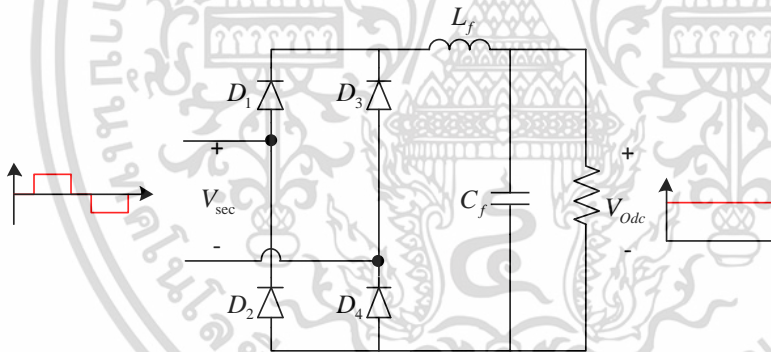 L_f
D_1
D_3
+
V_sec
-
C_f
+
V_Odc
-
D_2
D_4